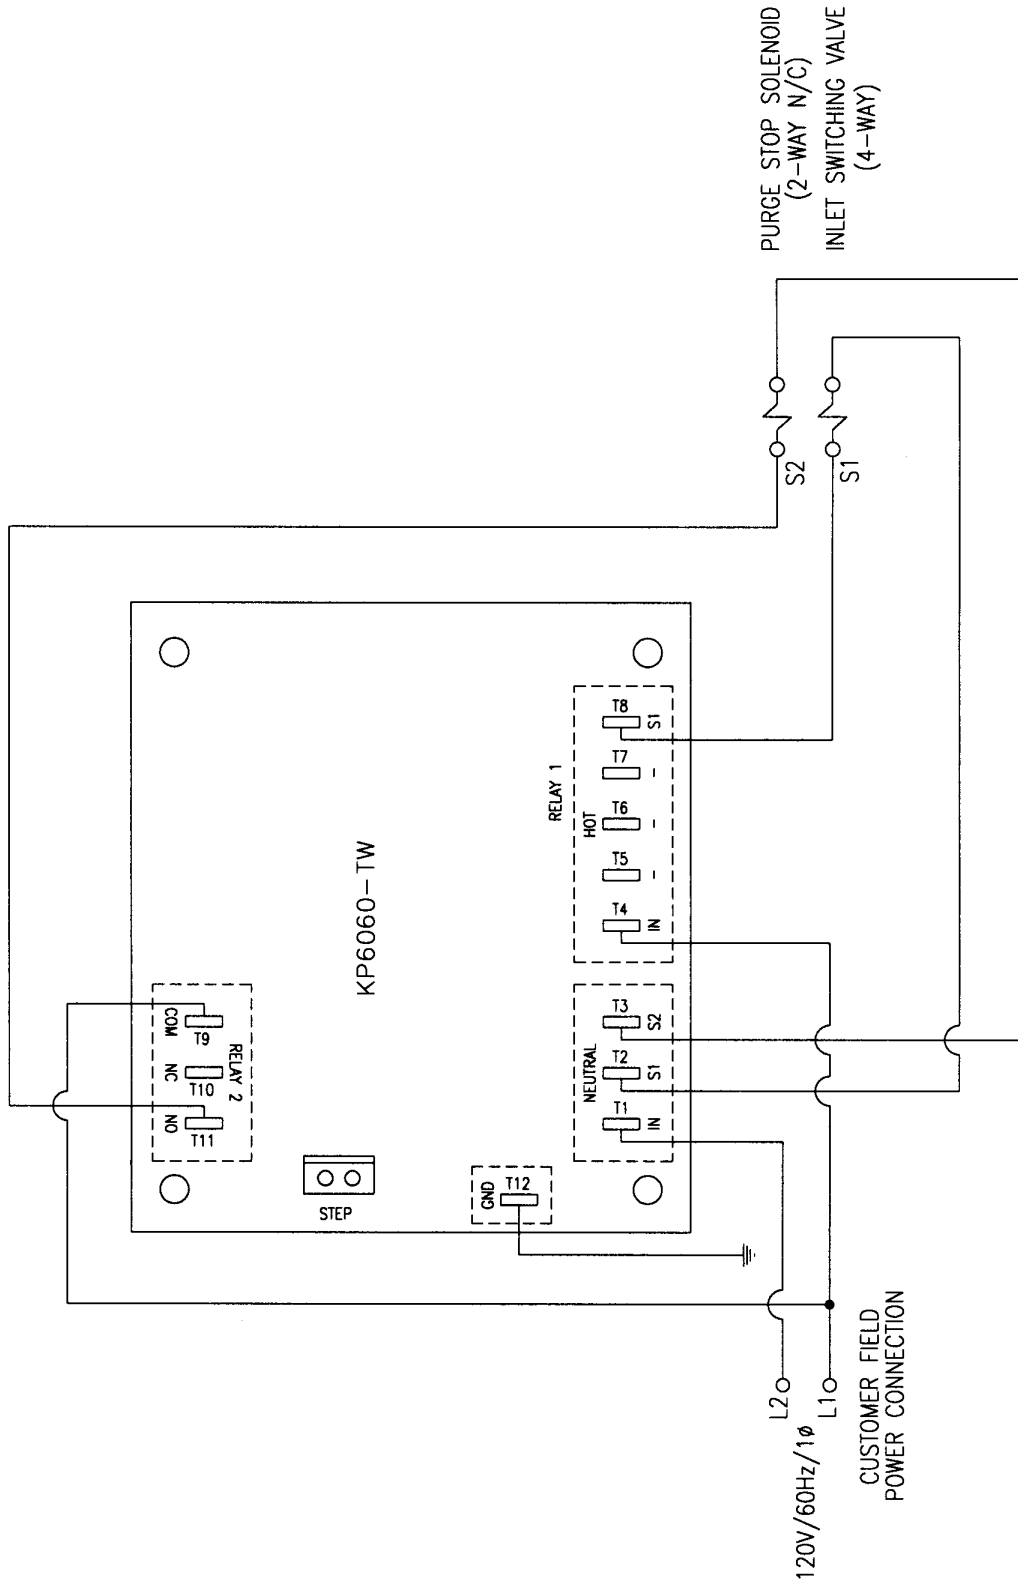 PURGE STOP SOLENOID
(2-WAY N/C)
INLET SWITCHING VALVE
(4-WAY)
S2
S1
KP6060-TW
COM
T9
NC
T10
NO
T11
RELAY 2
STEP
GND
T12
RELAY 1
HOT
T8
S1
T7
-
T6
-
T5
-
T4
IN
NEUTRAL
T3
S2
T2
S1
T1
IN
L2
L1
120V/60Hz/1ø
CUSTOMER FIELD
POWER CONNECTION